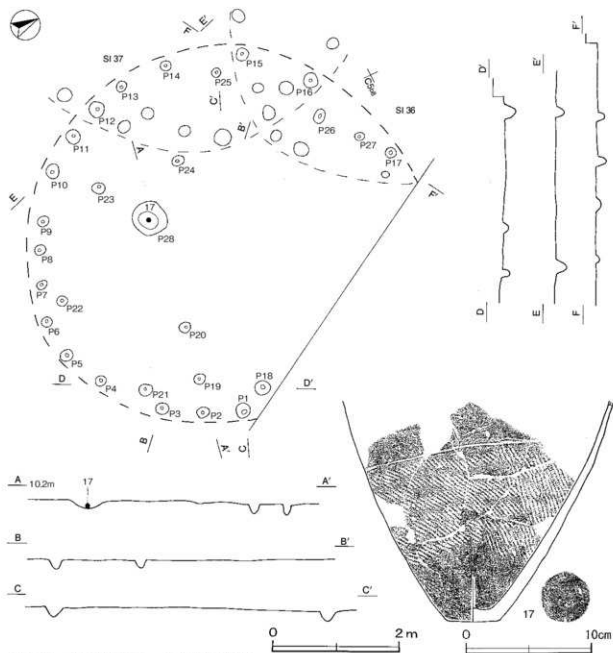 F E'
SI 37
P15
P14
P25
P13
C'
P16
C5u8
SI 36
P12
B'
P26
P11
A
P27
P17
P24
P10
P23
F'
E
17
P28
P9
P8
P7
P22
P20
P6
P5
D
P4
P21
P19
P18
D'
P3
P2
P1
B
A'
C
D' E' F'
D E F
A 10.2m 17 A'
B B'
C C'
17
0 2 m
0 10cm